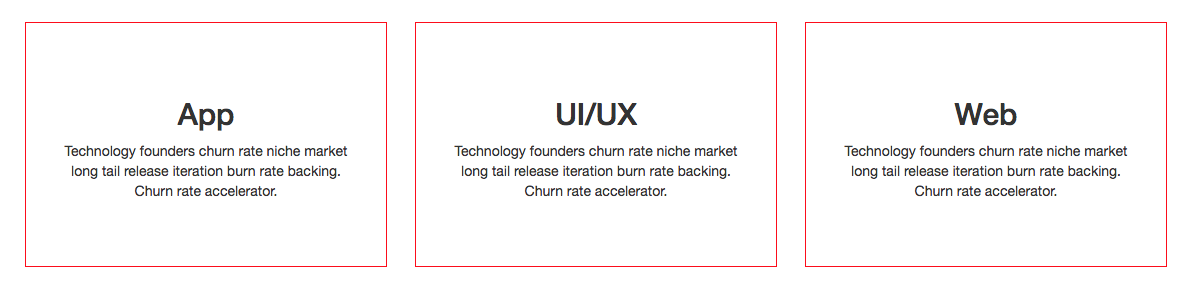 App
Technology founders churn rate niche market
long tail release iteration burn rate backing.
Churn rate accelerator.
UI/UX
Technology founders churn rate niche market
long tail release iteration burn rate backing.
Churn rate accelerator.
Web
Technology founders churn rate niche market
long tail release iteration burn rate backing.
Churn rate accelerator.